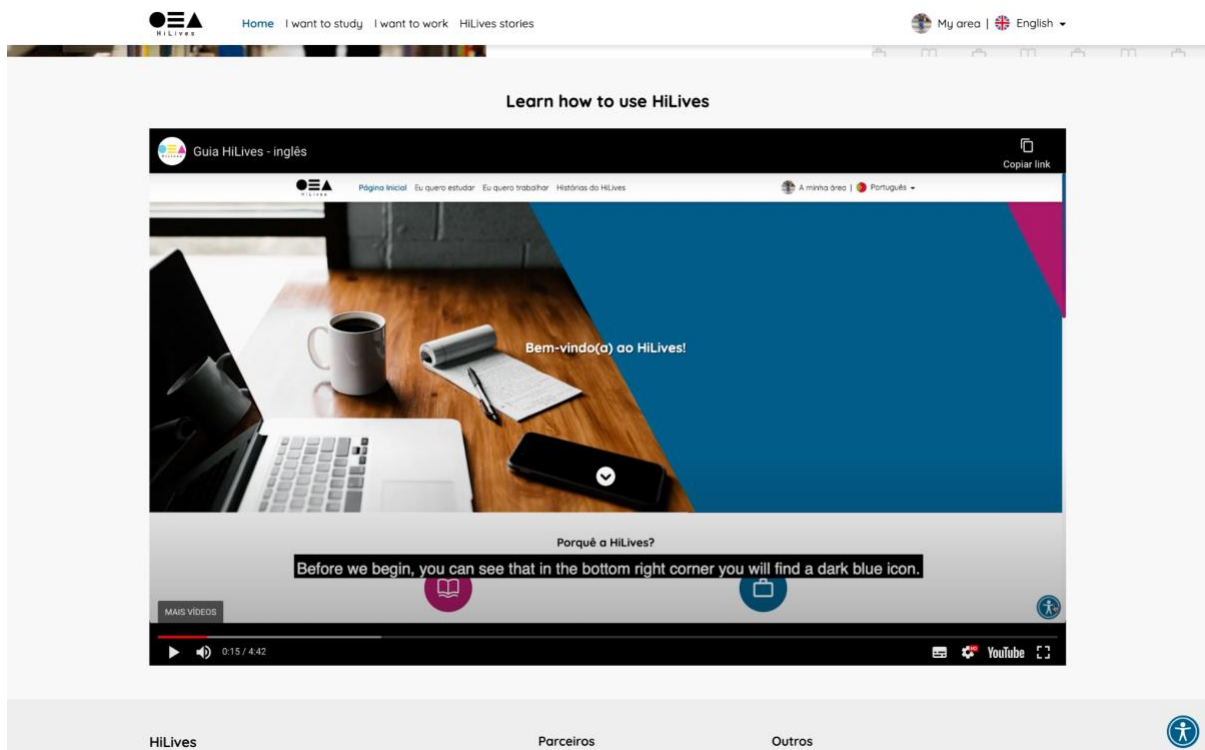 HiLives
Home I want to study I want to work HiLives stories
My area | English
Learn how to use HiLives
Guia HiLives - inglês
Copiar link
HiLives
Página Inicial Eu quero estudar Eu quero trabalhar Histórias do HiLives
A minha área | Português
Bem-vindo(a) ao HiLives!
Porquê a HiLives?
Before we begin, you can see that in the bottom right corner you will find a dark blue icon.
MAIS VÍDEOS
0:15 / 4:42
HD
YouTube
HiLives
Parceiros
Outros